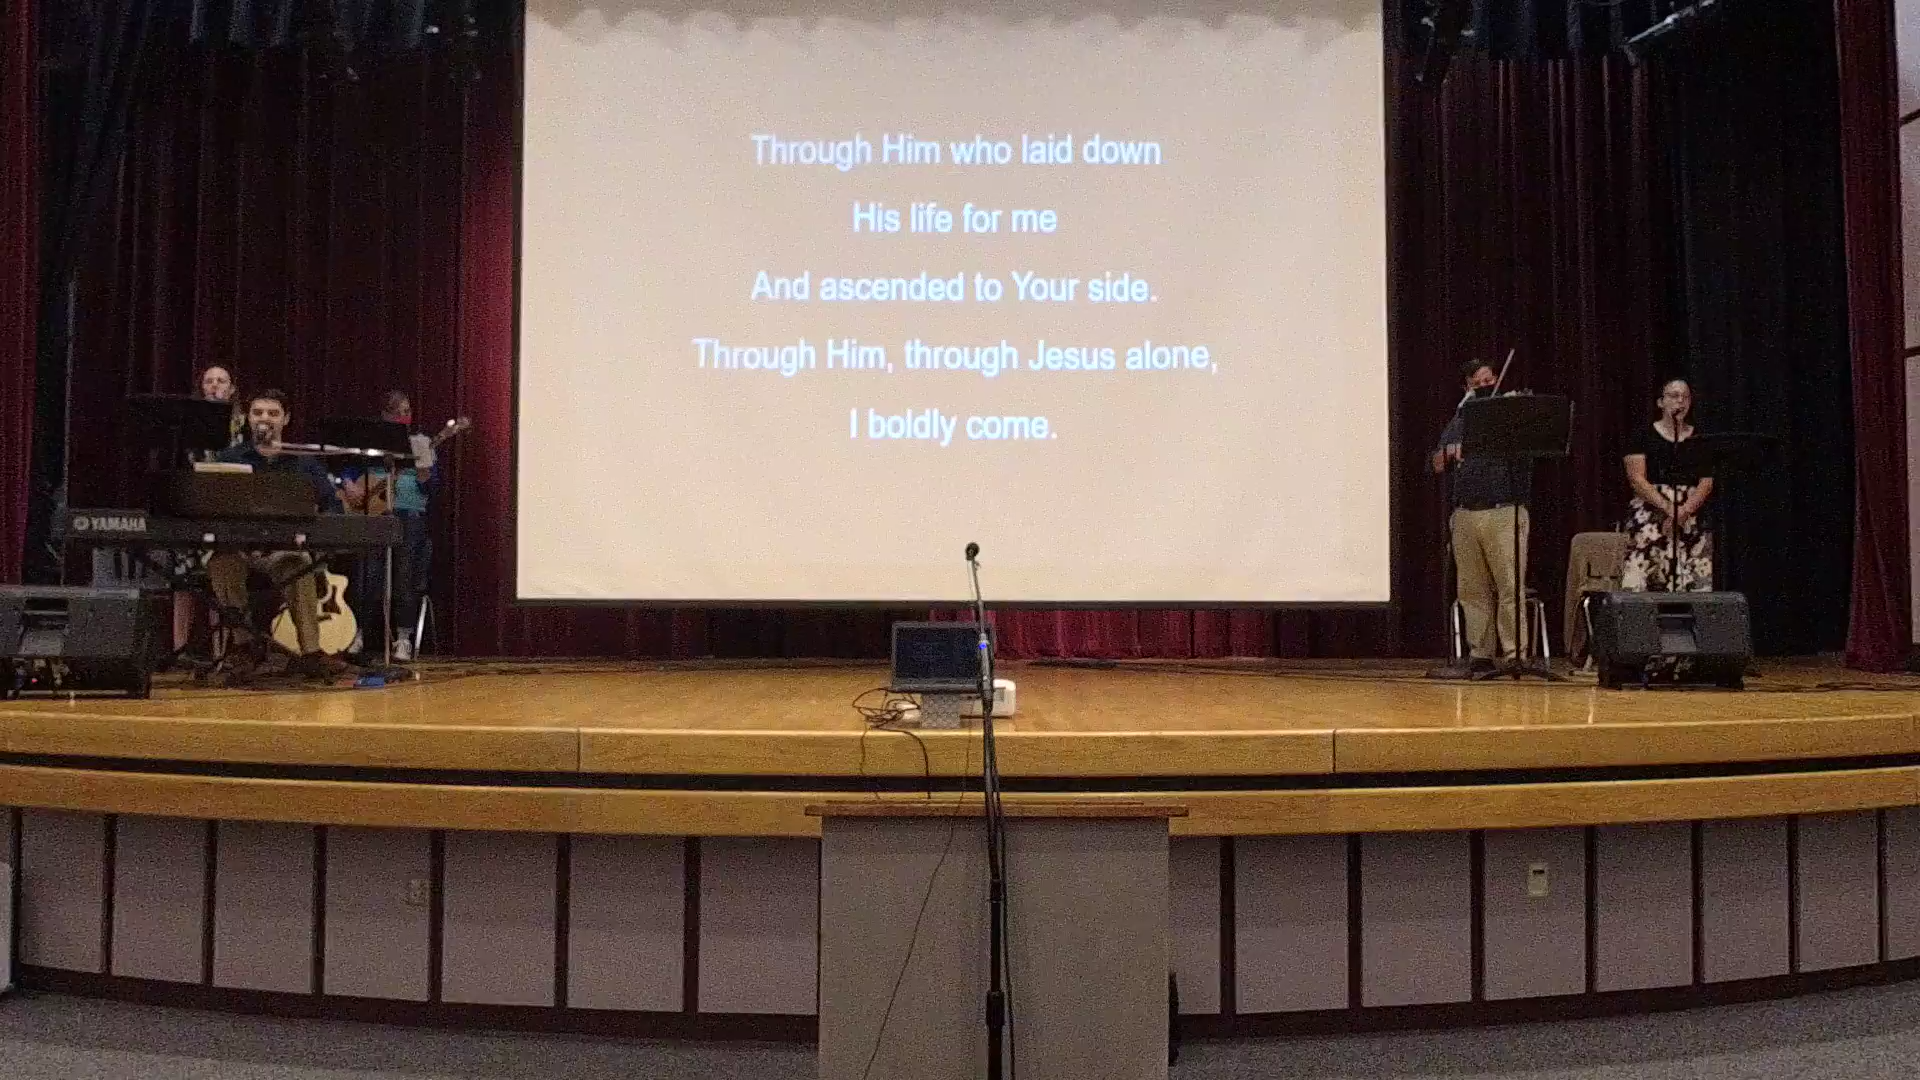 Through Him who laid down
His life for me
And ascended to Your side.
Through Him, through Jesus alone,
I boldly come.
YAMAHA